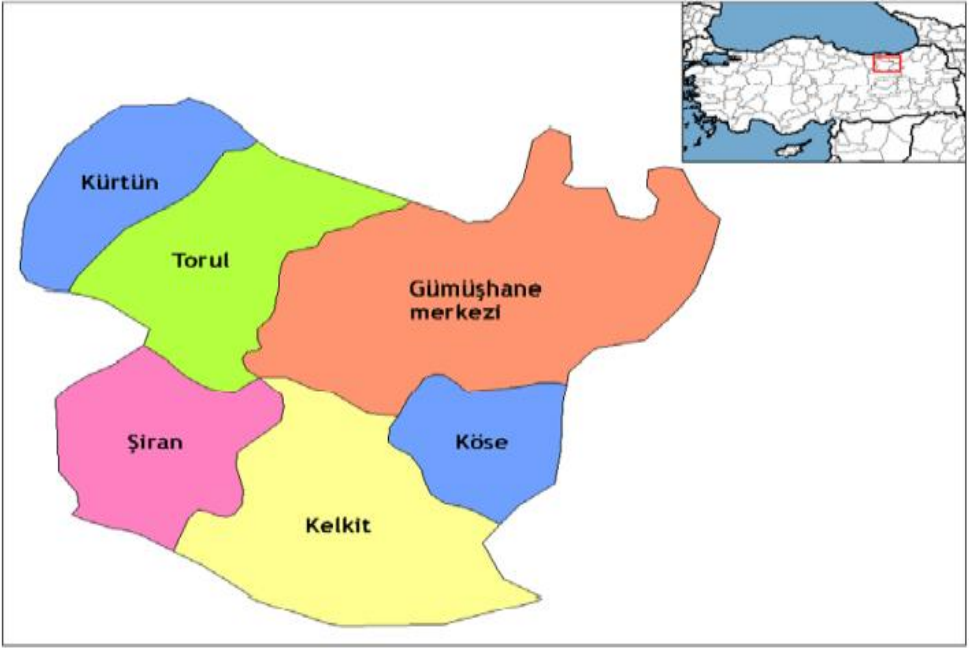 Kürtün
Torul
Gümüşhane
merkezi
Şiran
Köse
Kelkit